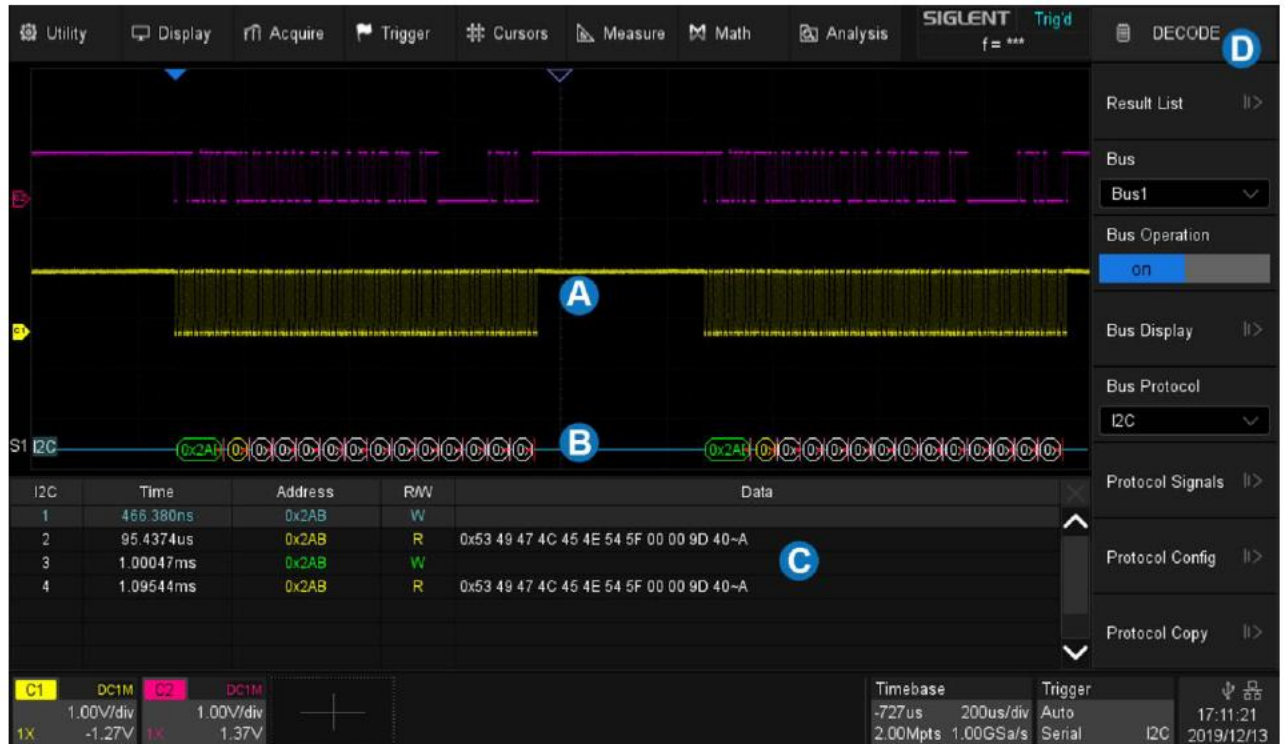 Utility Display Acquire Trigger Cursors Measure Math Analysis SIGLENT Trig'd DECODE
f = ***
D
Result List
Bus
Bus1
Bus Operation
on
A
Bus Display
Bus Protocol
I2C
S1 I2C
B
Protocol Signals
I2C Time Address R/W Data
1 466.380ns 0x2AB W
2 95.4374us 0x2AB R 0x53 49 47 4C 45 4E 54 5F 00 00 9D 40~A
3 1.00047ms 0x2AB W
4 1.09544ms 0x2AB R 0x53 49 47 4C 45 4E 54 5F 00 00 9D 40~A
C
Protocol Config
Protocol Copy
C1 DC1M C2 DC1M Timebase Trigger
1.00V/div 1.00V/div -727us 200us/div Auto 17:11:21
1X -1.27V 1X 1.37V 2.00Mpts 1.00GSa/s Serial I2C 2019/12/13